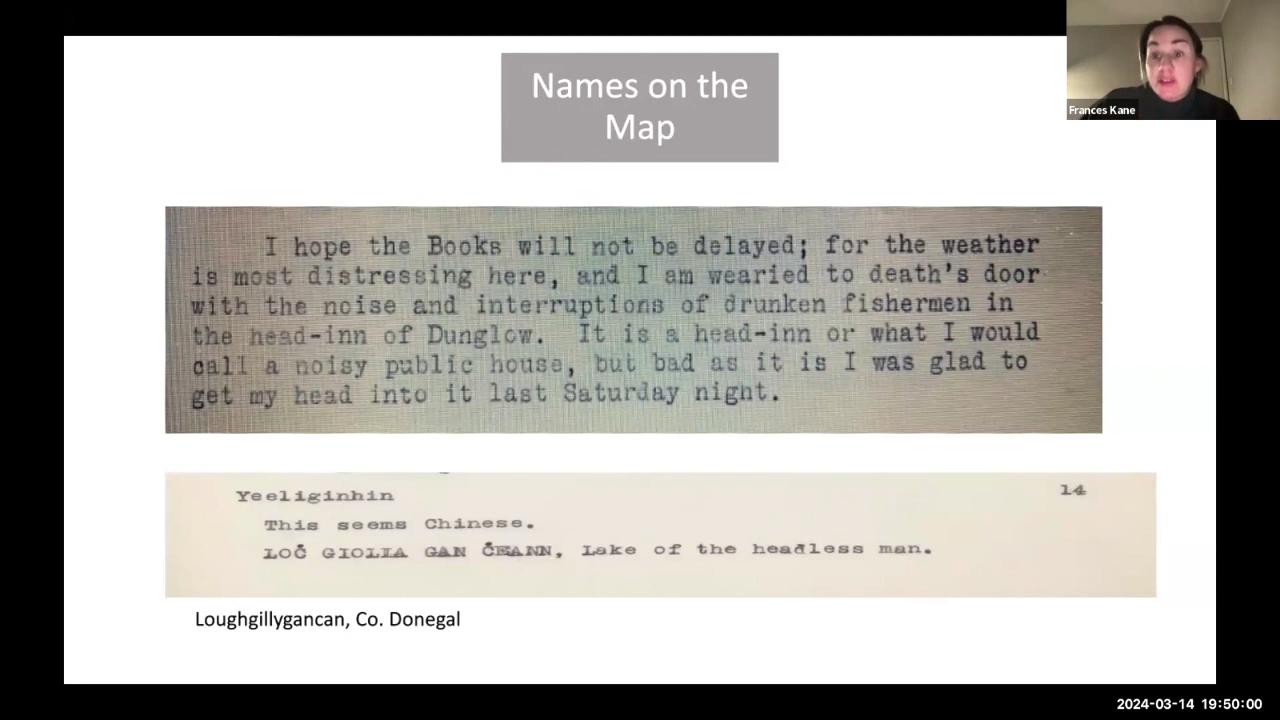 Names on the
Map
Frances Kane
I hope the Books will not be delayed; for the weather
is most distressing here, and I am wearied to death's door
with the noise and interruptions of drunken fishermen in
the head-inn of Dunglow. It is a head-inn or what I would
call a noisy public house, but bad as it is I was glad to
get my head into it last Saturday night.
Yeeliginhin 14
This seems Chinese.
LOĊ GIOLLA GAN ĊEANN, Lake of the headless man.
Loughgillygancan, Co. Donegal
2024-03-14 19:50:00